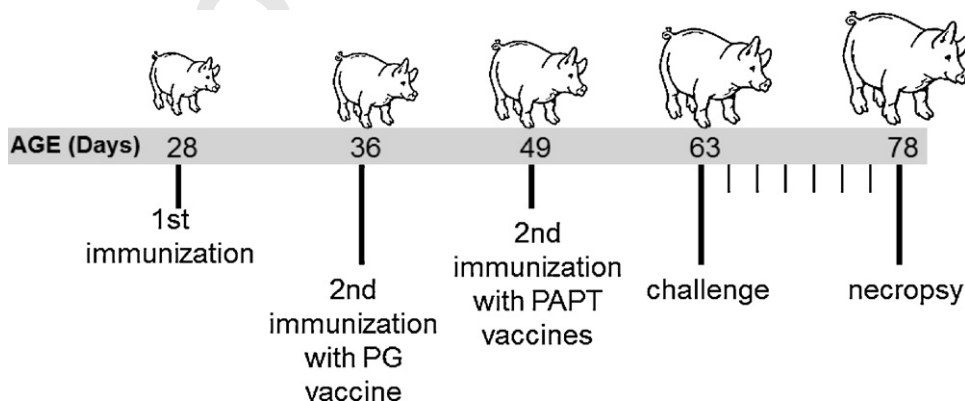 AGE (Days) 28 36 49 63 78
1st
immunization
2nd
immunization
with PG
vaccine
2nd
immunization
with PAPT
vaccines
challenge
necropsy